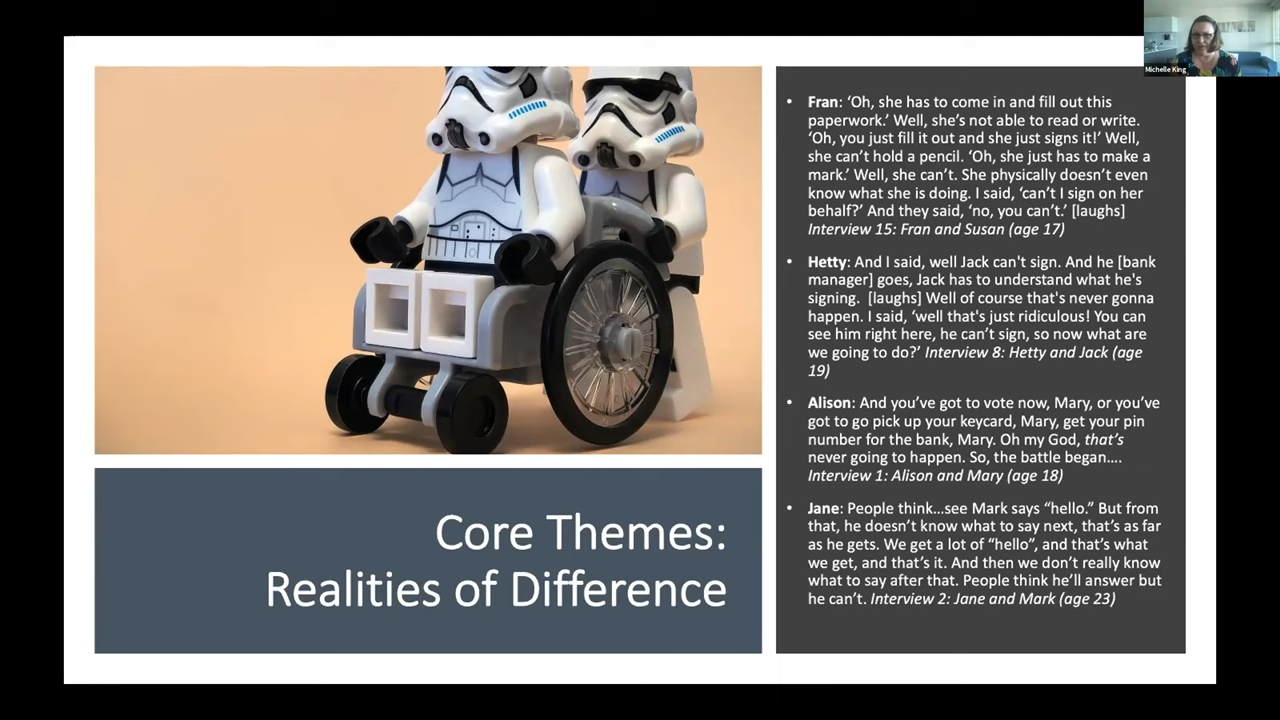 Michelle King
• Fran: ‘Oh, she has to come in and fill out this
paperwork.’ Well, she’s not able to read or write.
‘Oh, you just fill it out and she just signs it!’ Well,
she can’t hold a pencil. ‘Oh, she just has to make a
mark.’ Well, she can’t. She physically doesn’t even
know what she is doing. I said, ‘can’t I sign on her
behalf?’ And they said, ‘no, you can’t.’ [laughs]
Interview 15: Fran and Susan (age 17)
• Hetty: And I said, well Jack can't sign. And he [bank
manager] goes, Jack has to understand what he's
signing.  [laughs] Well of course that's never gonna
happen. I said, ‘well that's just ridiculous! You can
see him right here, he can’t sign, so now what are
we going to do?’ Interview 8: Hetty and Jack (age
19)
• Alison: And you’ve got to vote now, Mary, or you’ve
got to go pick up your keycard, Mary, get your pin
number for the bank, Mary. Oh my God, that’s
never going to happen. So, the battle began….
Interview 1: Alison and Mary (age 18)
• Jane: People think…see Mark says “hello.” But from
that, he doesn’t know what to say next, that’s as far
as he gets. We get a lot of “hello”, and that’s what
we get, and that’s it. And then we don’t really know
what to say after that. People think he’ll answer but
he can’t. Interview 2: Jane and Mark (age 23)
Core Themes:
Realities of Difference